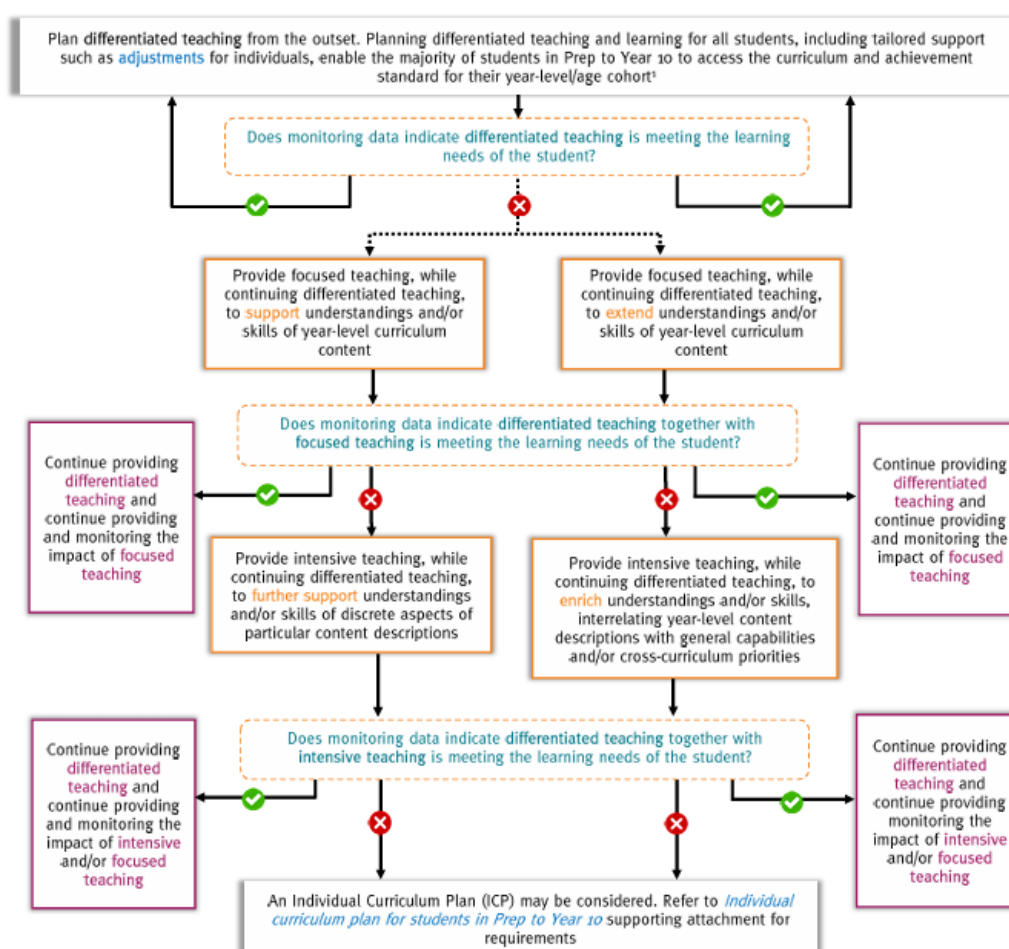 Plan differentiated teaching from the outset. Planning differentiated teaching and learning for all students, including tailored support
such as adjustments for individuals, enable the majority of students in Prep to Year 10 to access the curriculum and achievement
standard for their year-level/age cohort¹
Does monitoring data indicate differentiated teaching is meeting the learning
needs of the student?
Provide focused teaching, while
continuing differentiated teaching,
to support understandings and/or
skills of year-level curriculum
content
Provide focused teaching, while
continuing differentiated teaching,
to extend understandings and/or
skills of year-level curriculum
content
Does monitoring data indicate differentiated teaching together with
focused teaching is meeting the learning needs of the student?
Continue providing
differentiated
teaching and
continue providing
and monitoring the
impact of focused
teaching
Continue providing
differentiated
teaching and
continue providing
and monitoring the
impact of focused
teaching
Provide intensive teaching, while
continuing differentiated teaching,
to further support understandings
and/or skills of discrete aspects of
particular content descriptions
Provide intensive teaching, while
continuing differentiated teaching, to
enrich understandings and/or skills,
interrelating year-level content
descriptions with general capabilities
and/or cross-curriculum priorities
Does monitoring data indicate differentiated teaching together with
intensive teaching is meeting the learning needs of the student?
Continue providing
differentiated
teaching and
continue providing
and monitoring the
impact of intensive
and/or focused
teaching
Continue providing
differentiated
teaching and
continue providing
monitoring the
impact of intensive
and/or focused
teaching
An Individual Curriculum Plan (ICP) may be considered. Refer to Individual
curriculum plan for students in Prep to Year 10 supporting attachment for
requirements